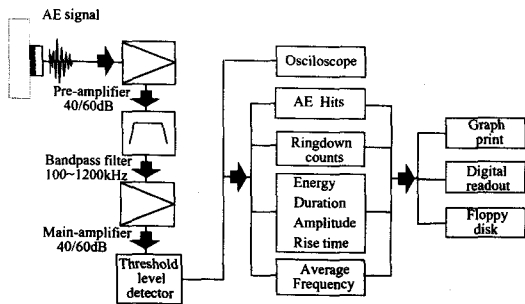 AE signal
Pre-amplifier
40/60dB
Bandpass filter
100~1200kHz
Main-amplifier
40/60dB
Threshold
level
detector
Osciloscope
AE Hits
Ringdown
counts
Energy
Duration
Amplitude
Rise time
Average
Frequency
Graph
print
Digital
readout
Floppy
disk